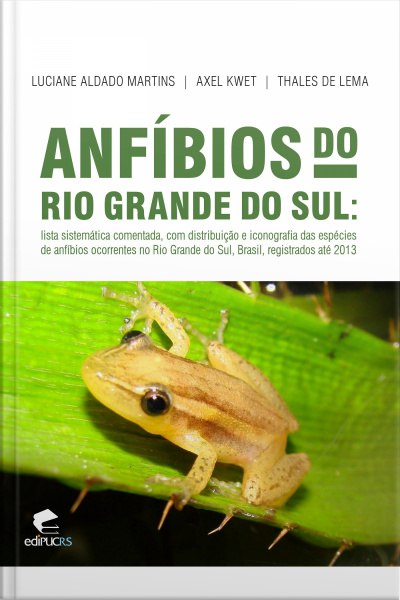 LUCIANE ALDADO MARTINS | AXEL KWET | THALES DE LEMA
ANFÍBIOS DO
RIO GRANDE DO SUL:
lista sistemática comentada, com distribuição e iconografia das espécies
de anfíbios ocorrentes no Rio Grande do Sul, Brasil, registrados até 2013
ediPUCRS